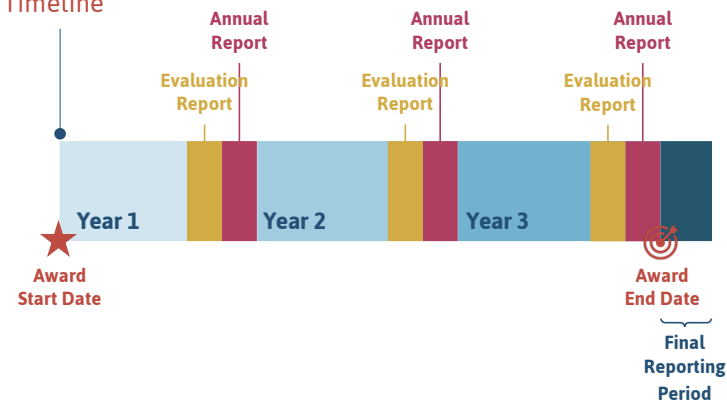 Timeline
Annual
Report
Annual
Report
Annual
Report
Evaluation
Report
Evaluation
Report
Evaluation
Report
Year 1
Year 2
Year 3
Award
Start Date
Award
End Date
Final
Reporting
Period